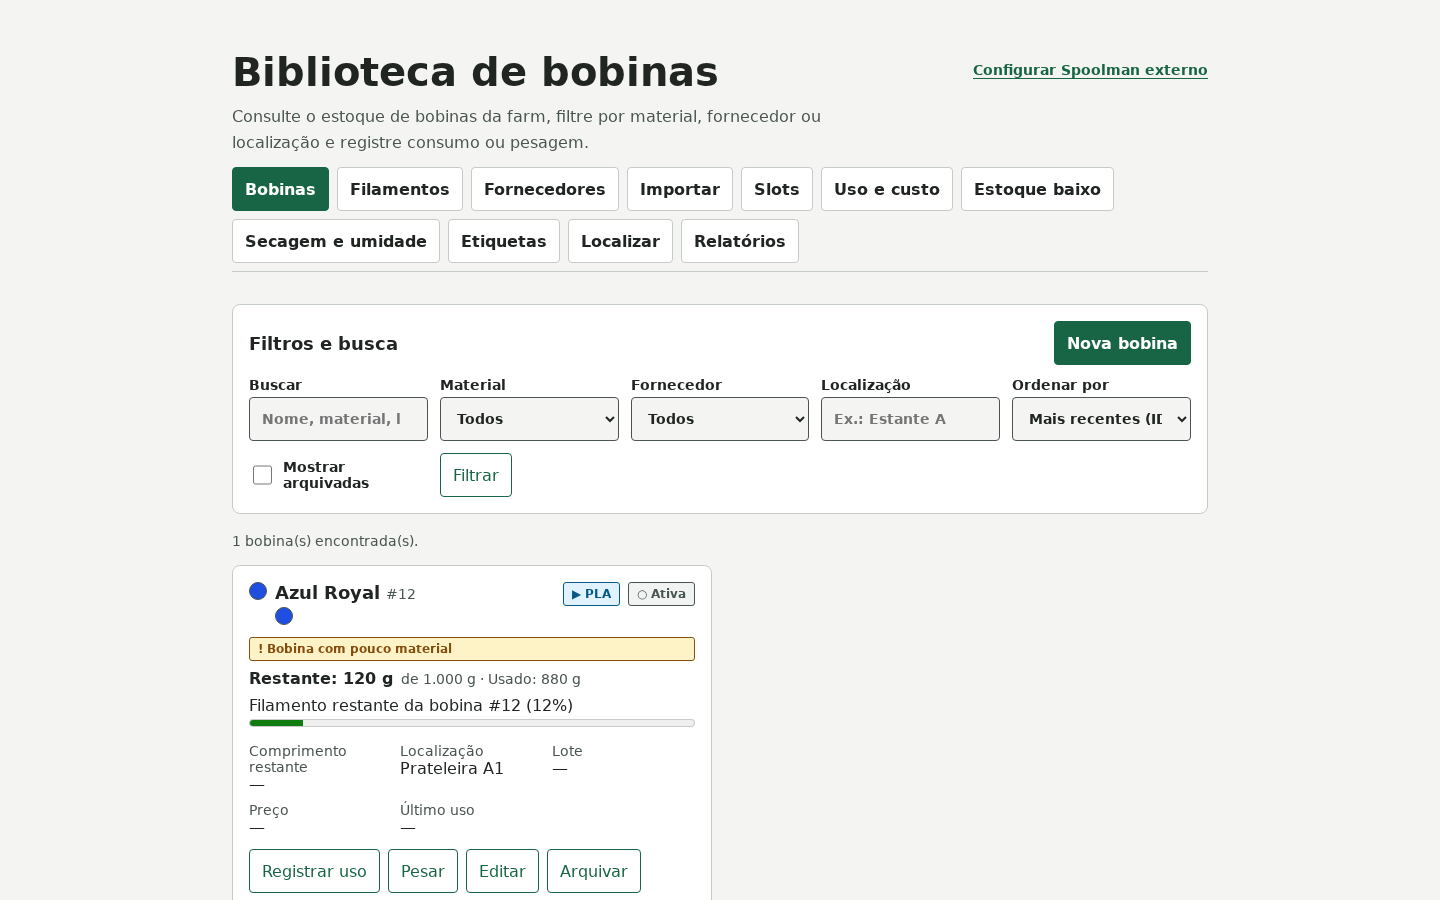 Biblioteca de bobinas
Configurar Spoolman externo
Consulte o estoque de bobinas da farm, filtre por material, fornecedor ou
localização e registre consumo ou pesagem.
Bobinas Filamentos Fornecedores Importar Slots Uso e custo Estoque baixo
Secagem e umidade Etiquetas Localizar Relatórios
Filtros e busca
Nova bobina
Buscar Material Fornecedor Localização Ordenar por
Nome, material, l Todos Todos Ex.: Estante A Mais recentes (ID
Mostrar
arquivadas
Filtrar
1 bobina(s) encontrada(s).
Azul Royal #12
▶ PLA ○ Ativa
! Bobina com pouco material
Restante: 120 g de 1.000 g · Usado: 880 g
Filamento restante da bobina #12 (12%)
Comprimento
restante
—
Localização
Prateleira A1
Lote
—
Preço
—
Último uso
—
Registrar uso Pesar Editar Arquivar